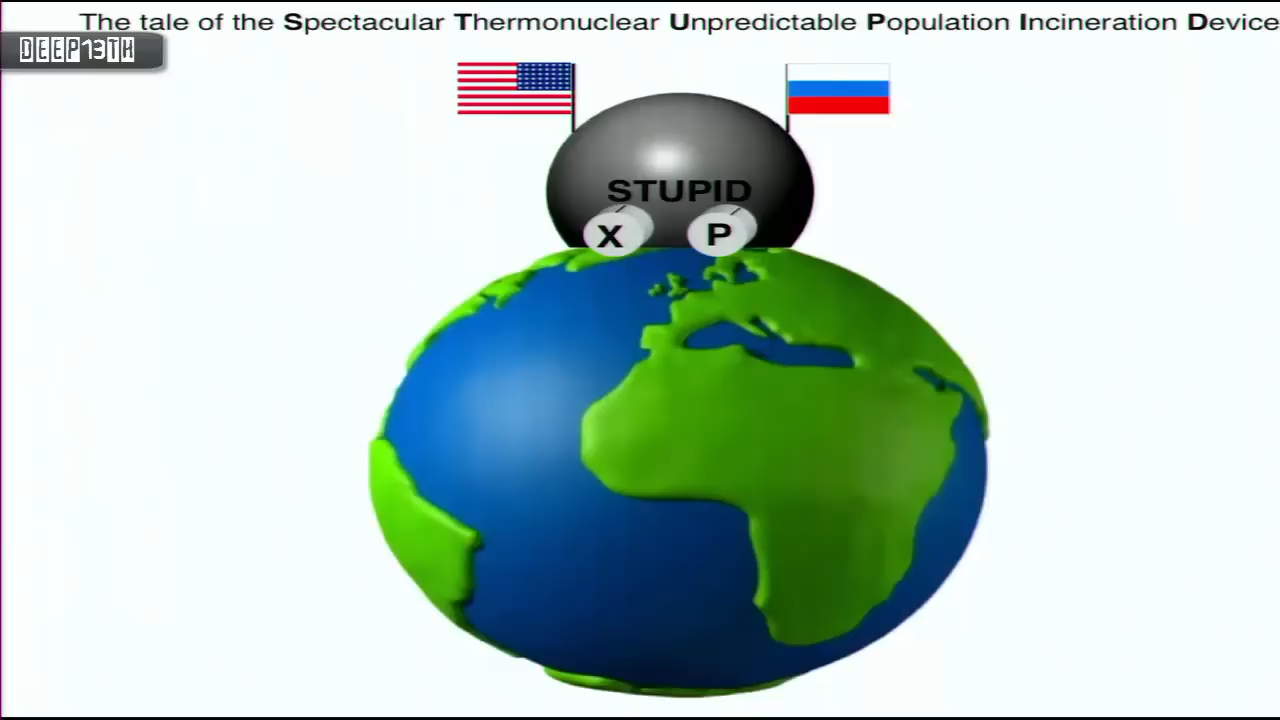 The tale of the Spectacular Thermonuclear Unpredictable Population Incineration Device
DEEP13TH
STUPID
X P